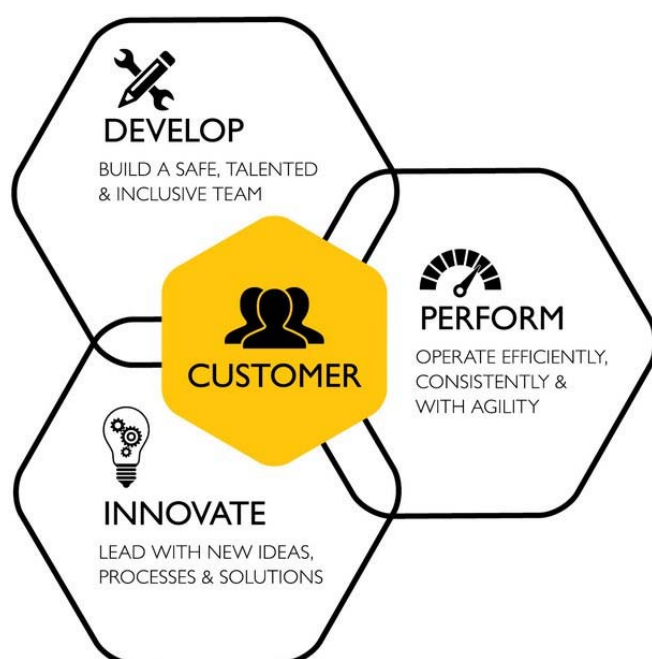 DEVELOP
BUILD A SAFE, TALENTED
& INCLUSIVE TEAM
CUSTOMER
PERFORM
OPERATE EFFICIENTLY,
CONSISTENTLY &
WITH AGILITY
INNOVATE
LEAD WITH NEW IDEAS,
PROCESSES & SOLUTIONS